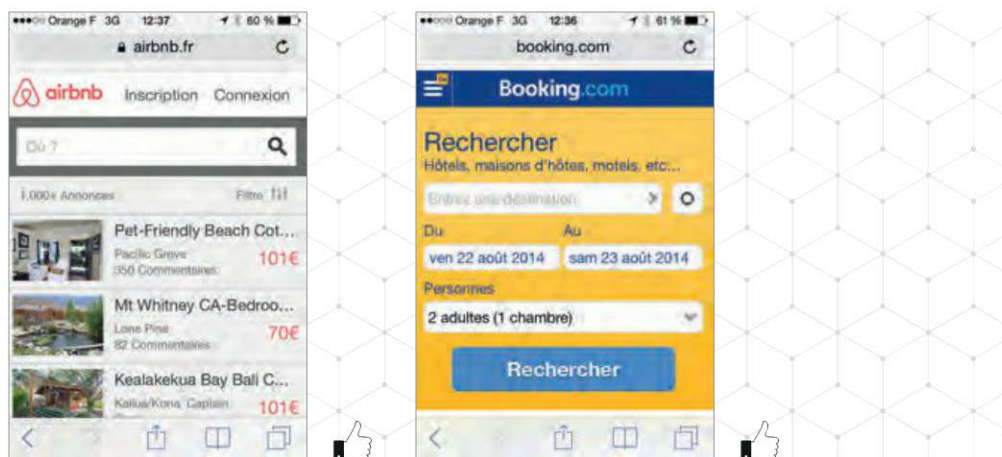 Orange F 3G 12:37 60 %
airbnb.fr
airbnb Inscription Connexion
Où ?
1,000+ Annonces Filtre
Pet-Friendly Beach Cot...
Pacific Grove
350 Commentaires
101€
Mt Whitney CA-Bedroo...
Lone Pine
82 Commentaires
70€
Kealakekua Bay Bali C...
Kailua/Kona, Captain
101€
Orange F 3G 12:36 61 %
booking.com
Booking.com
Rechercher
Hôtels, maisons d'hôtes, motels, etc...
Entrez une destination
Du Au
ven 22 août 2014 sam 23 août 2014
Personnes
2 adultes (1 chambre)
Rechercher